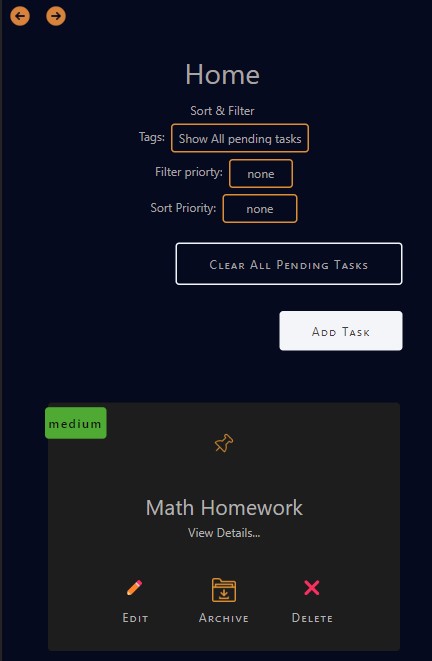 Home
Sort & Filter
Tags: Show All pending tasks
Filter priorty: none
Sort Priority: none
Clear All Pending Tasks
Add Task
medium
Math Homework
View Details...
Edit Archive Delete